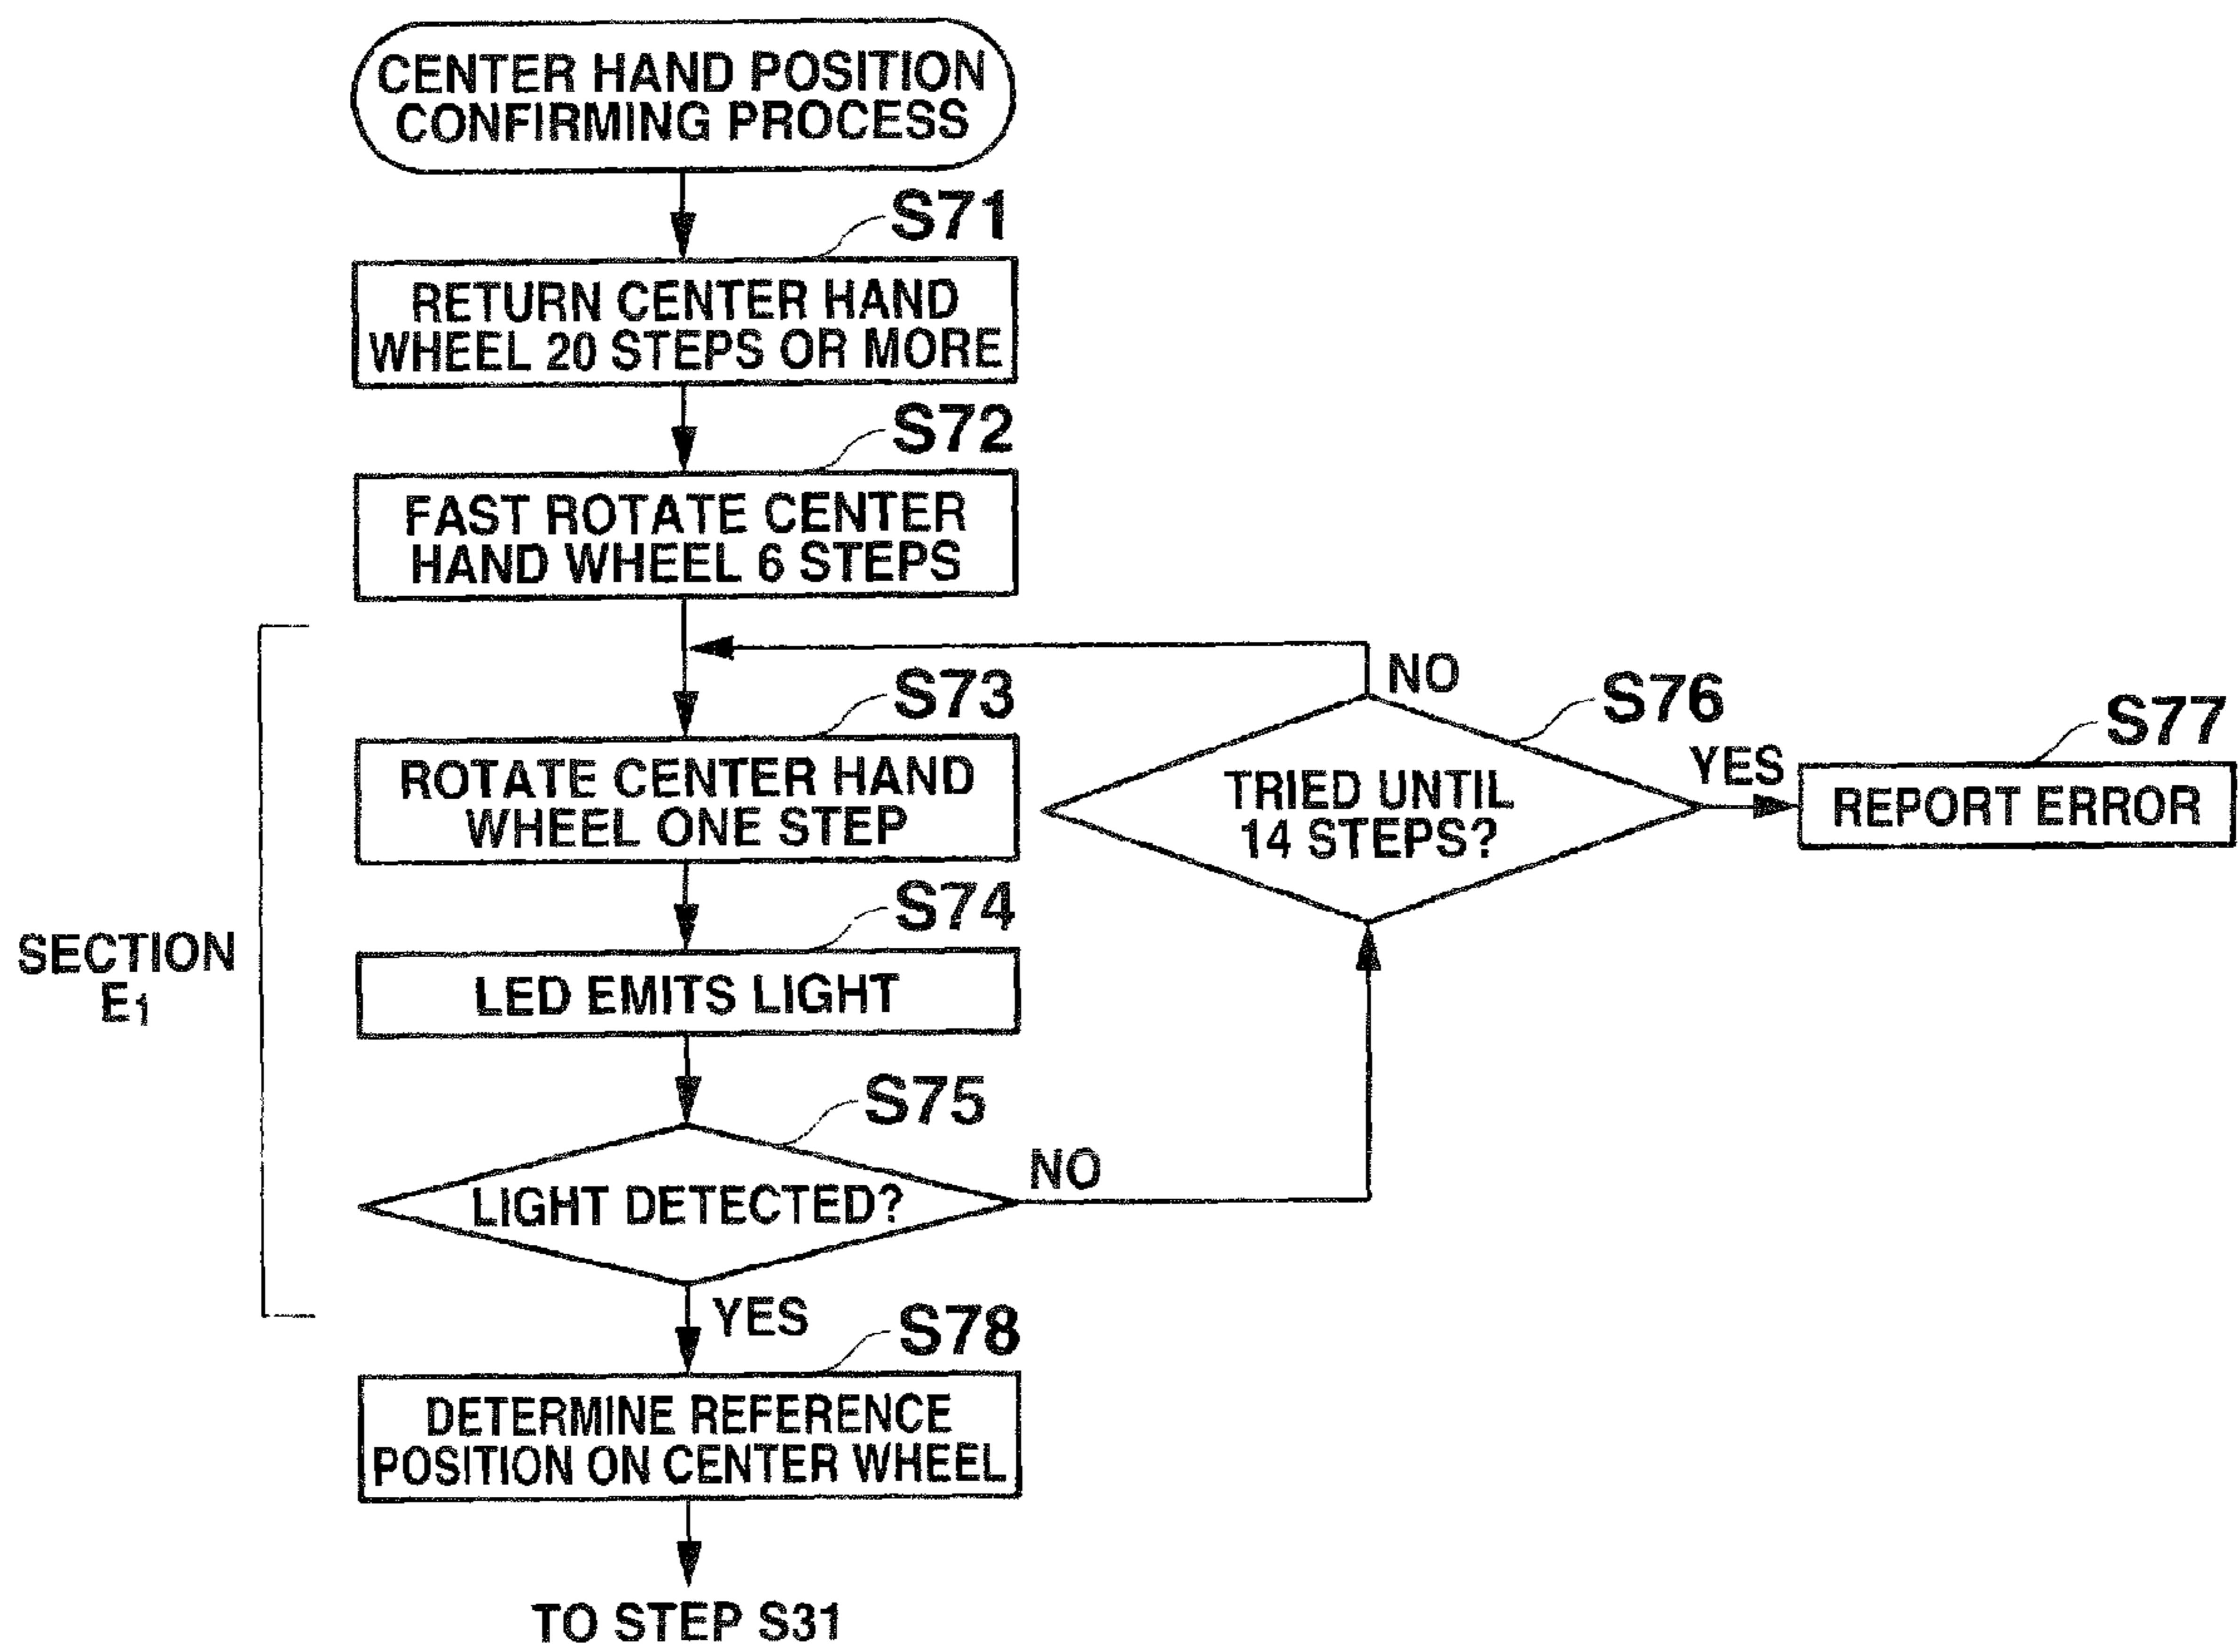 CENTER HAND POSITION
CONFIRMING PROCESS
S71
RETURN CENTER HAND
WHEEL 20 STEPS OR MORE
S72
FAST ROTATE CENTER
HAND WHEEL 6 STEPS
SECTION
E1
S73
ROTATE CENTER HAND
WHEEL ONE STEP
S74
LED EMITS LIGHT
S75
LIGHT DETECTED?
NO
YES
NO
S76
TRIED UNTIL
14 STEPS?
YES
S77
REPORT ERROR
S78
DETERMINE REFERENCE
POSITION ON CENTER WHEEL
TO STEP S31